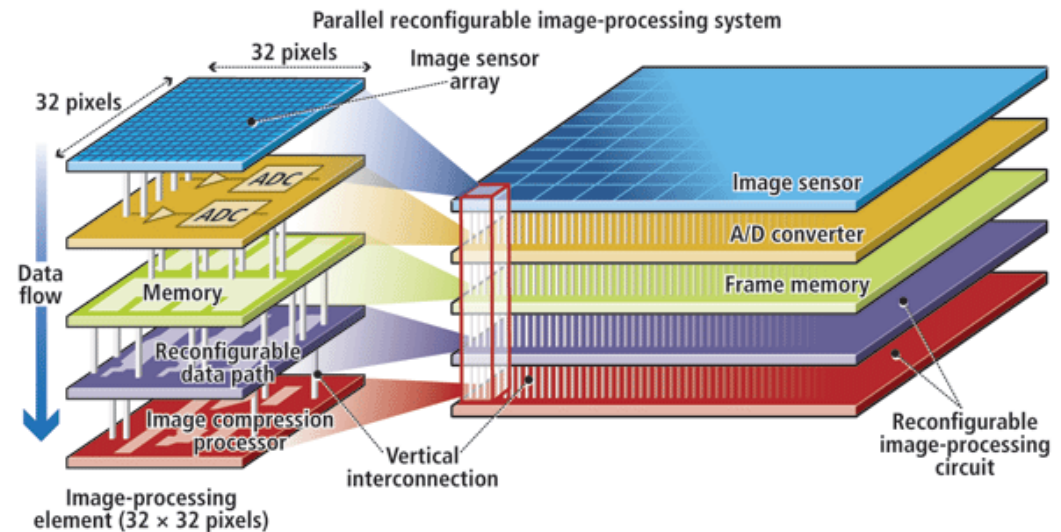 Parallel reconfigurable image-processing system
32 pixels
32 pixels
Image sensor
array
ADC
ADC
Memory
Reconfigurable
data path
Image compression
processor
Data
flow
Image-processing
element (32 × 32 pixels)
Vertical
interconnection
Image sensor
A/D converter
Frame memory
Reconfigurable
image-processing
circuit